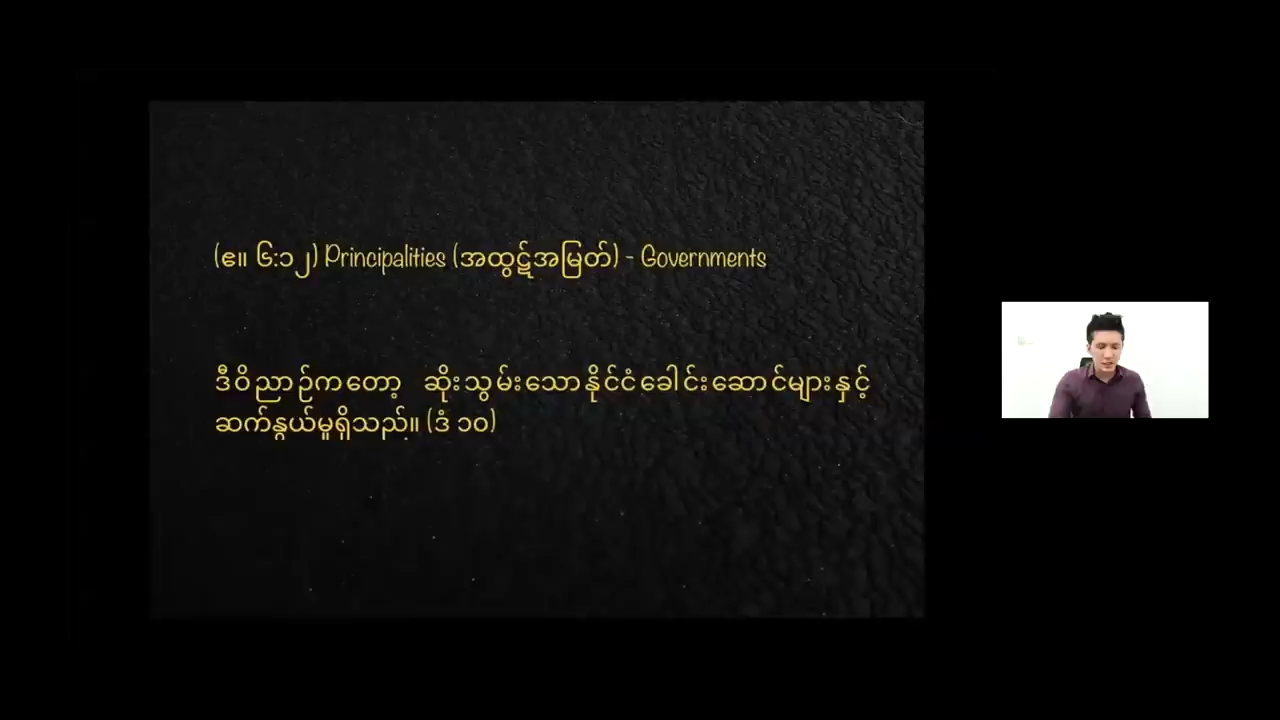 (ဧ။ ၆:၁၂) Principalities (အထွဋ်အမြတ်) - Governments
ဒီဝိညာဉ်ကတော့ ဆိုးသွမ်းသောနိုင်ငံခေါင်းဆောင်များနှင့်
ဆက်နွှယ်မှုရှိသည်။ (ဒံ ၁၀)